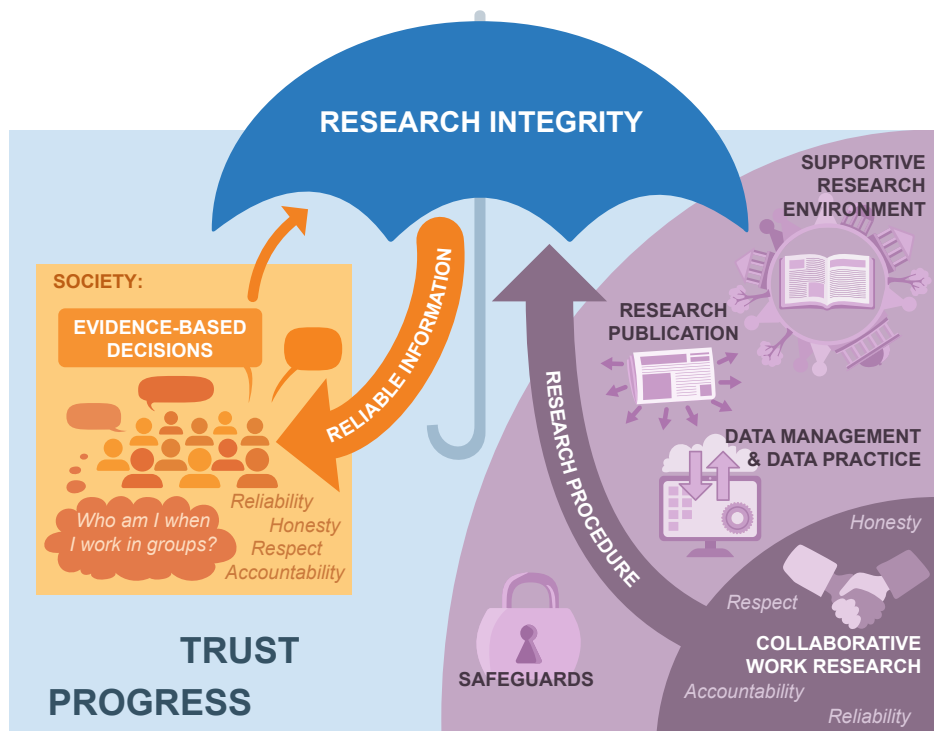 RESEARCH INTEGRITY
SUPPORTIVE
RESEARCH
ENVIRONMENT
SOCIETY:
EVIDENCE-BASED
DECISIONS
RELIABLE INFORMATION
RESEARCH
PUBLICATION
RESEARCH PROCEDURE
DATA MANAGEMENT
& DATA PRACTICE
Who am I when
I work in groups?
Reliability
Honesty
Respect
Accountability
Honesty
Respect
COLLABORATIVE
WORK RESEARCH
Accountability
Reliability
SAFEGUARDS
TRUST
PROGRESS